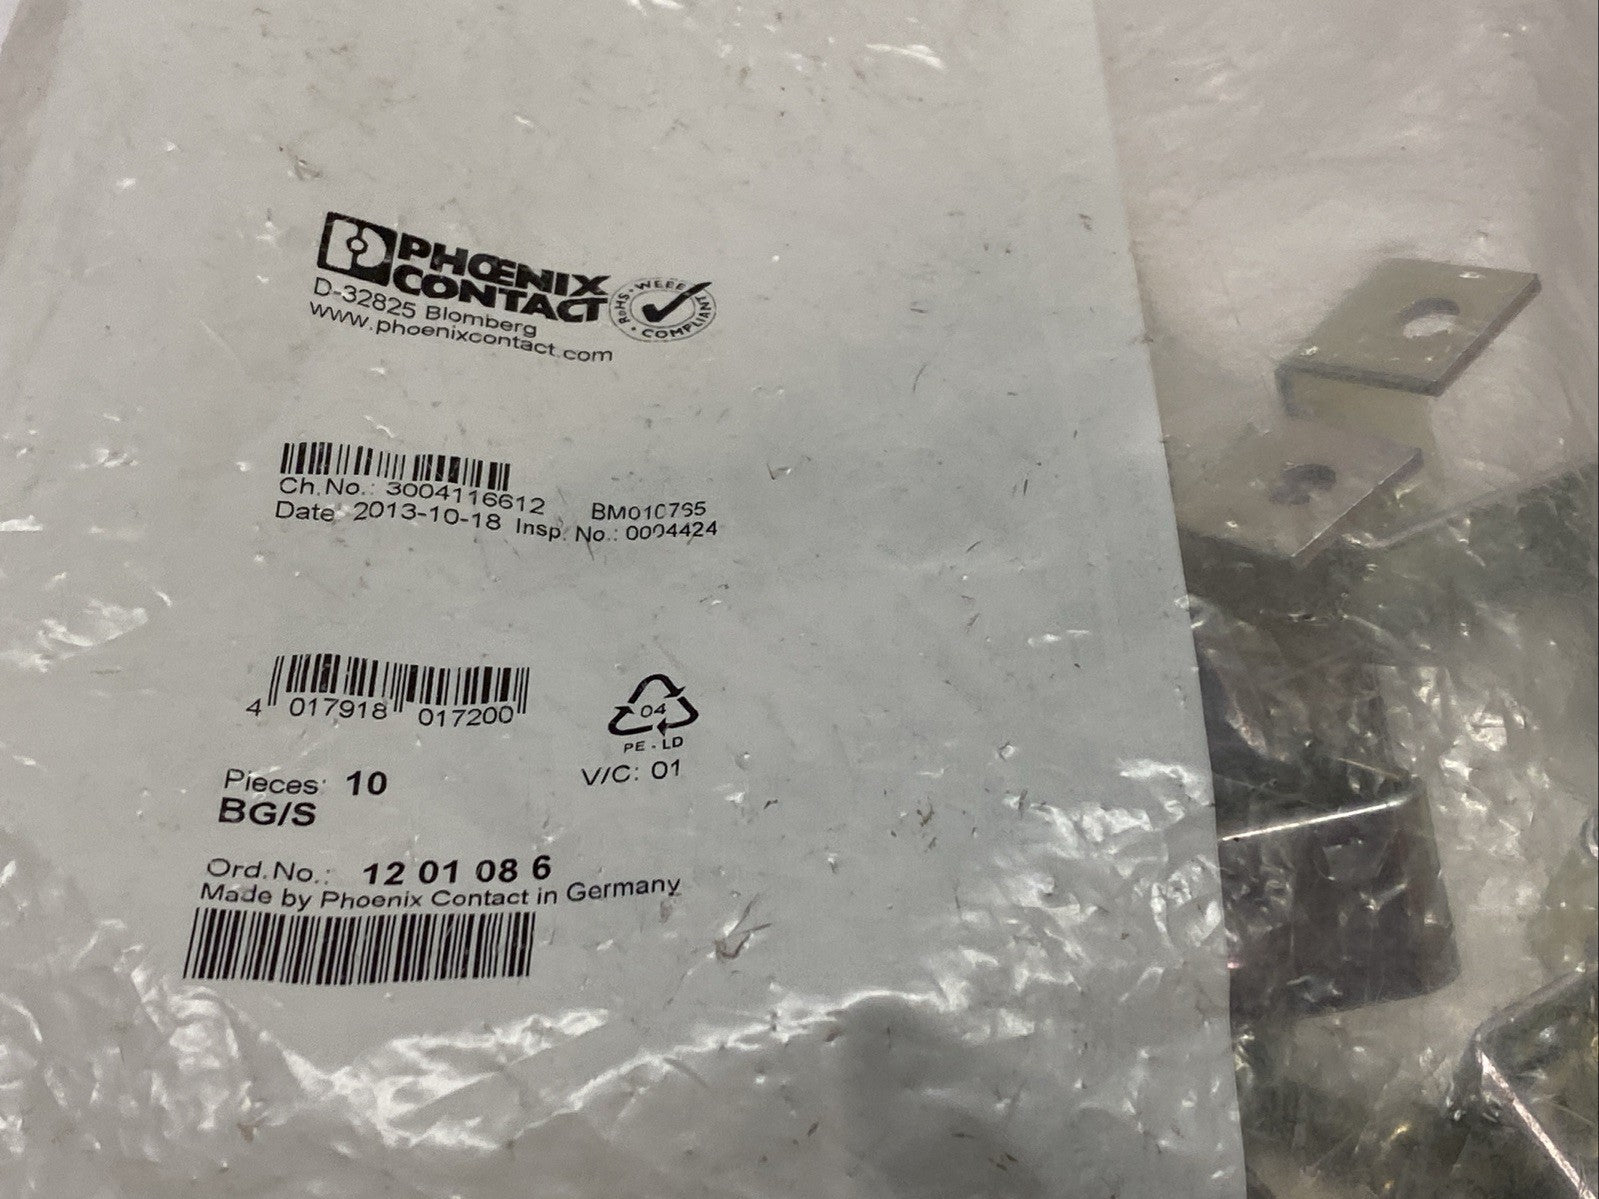 PHŒNIX
CONTACT
D-32825 Blomberg
www.phoenixcontact.com
RoHS · WEEE · COMPLIANT
Ch.No.: 3004116612
Date: 2013-10-18 Insp. No.: 0004424
4 017918 017200
04
PE-LD
V/C: 01
Pieces: 10
BG/S
Ord.No.: 12 01 08 6
Made by Phoenix Contact in Germany